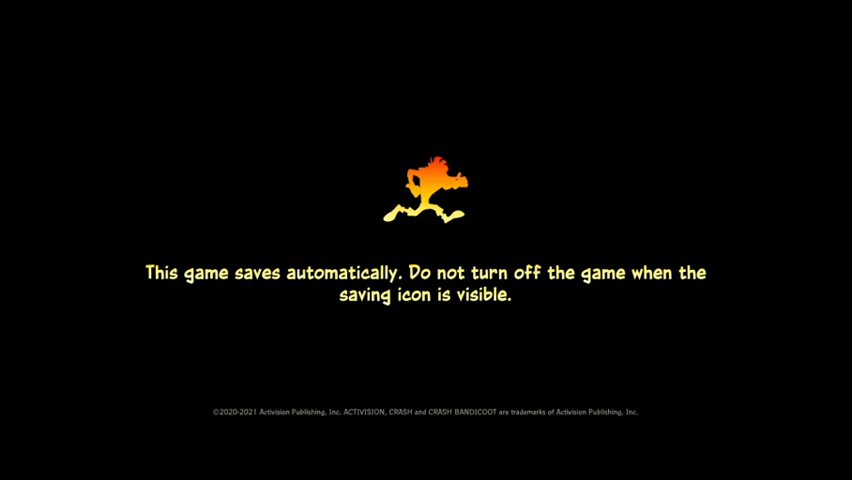 This game saves automatically. Do not turn off the game when the
saving icon is visible.
©2020-2021 Activision Publishing, Inc. ACTIVISION, CRASH and CRASH BANDICOOT are trademarks of Activision Publishing, Inc.